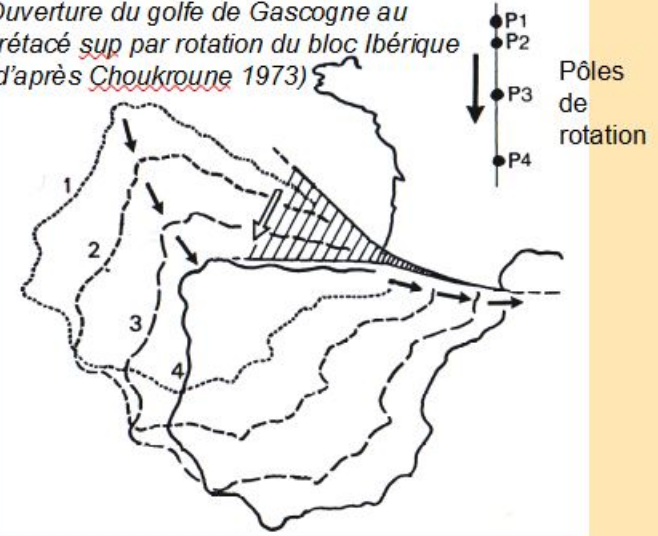 Ouverture du golfe de Gascogne au
rétacé sup par rotation du bloc Ibérique
d'après Choukroune 1973)
P1
P2
P3
P4
Pôles
de
rotation
1
2
3
4